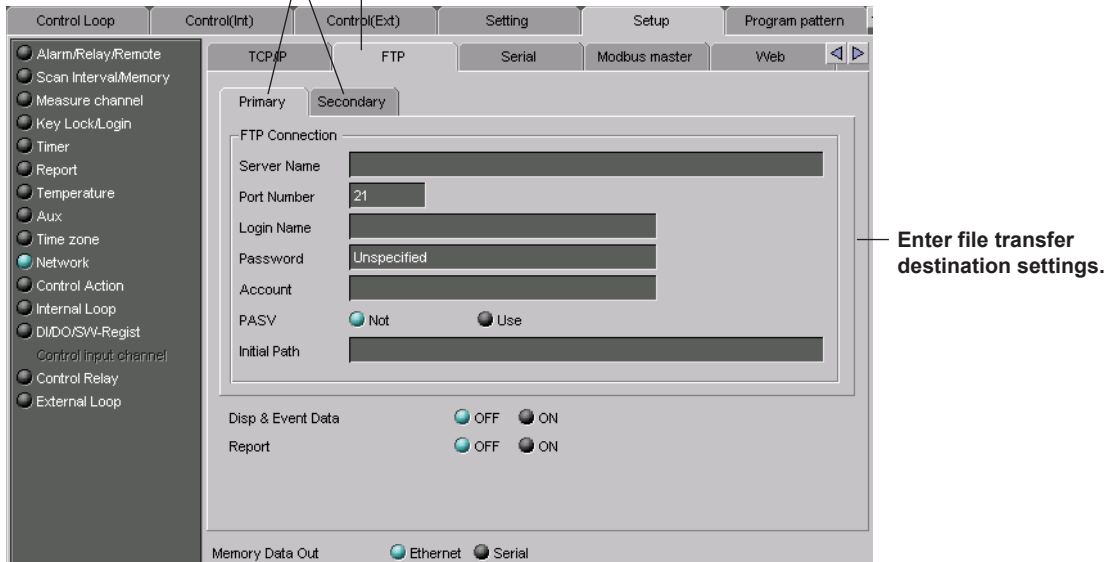 Control Loop Control(Int) Control(Ext) Setting Setup Program pattern
Alarm/Relay/Remote
Scan Interval/Memory
Measure channel
Key Lock/Login
Timer
Report
Temperature
Aux
Time zone
Network
Control Action
Internal Loop
DI/DO/SW-Regist
Control input channel
Control Relay
External Loop
TCP/IP FTP Serial Modbus master Web
Primary Secondary
FTP Connection
Server Name
Port Number 21
Login Name
Password Unspecified
Account
PASV Not Use
Initial Path
Disp & Event Data OFF ON
Report OFF ON
Memory Data Out Ethernet Serial
Enter file transfer
destination settings.